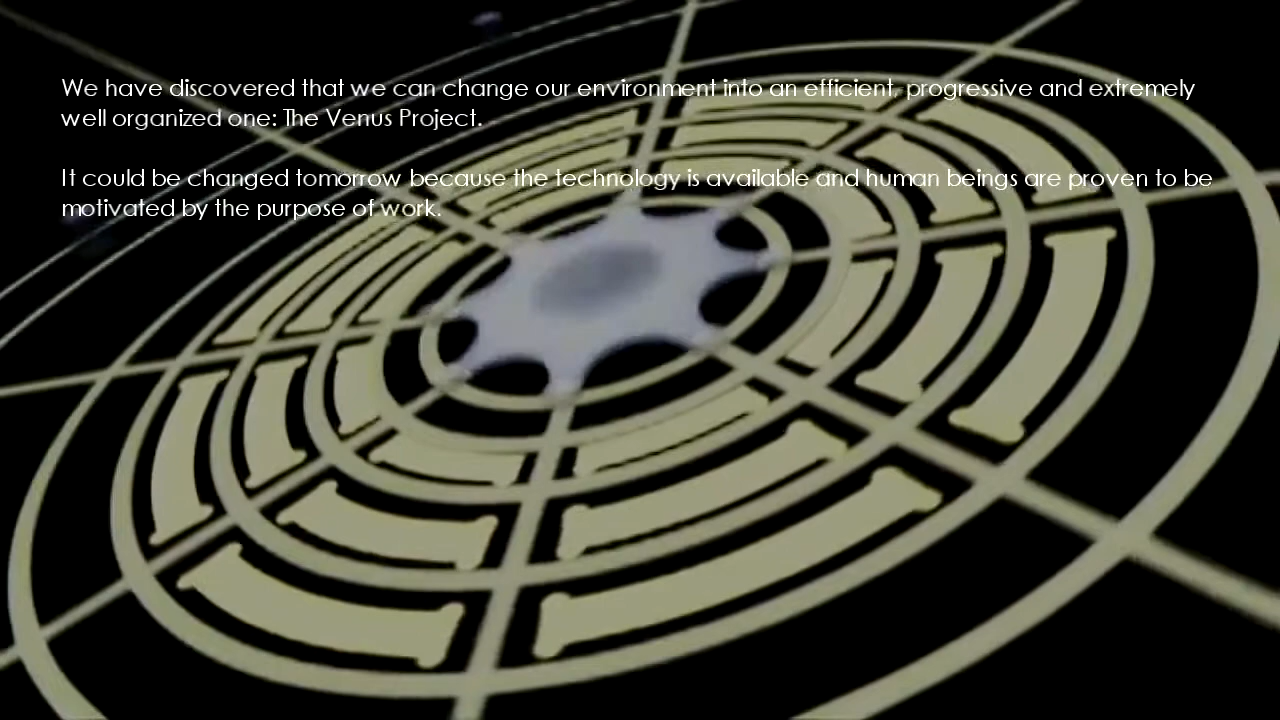 We have discovered that we can change our environment into an efficient, progressive and extremely
well organized one: The Venus Project.
It could be changed tomorrow because the technology is available and human beings are proven to be
motivated by the purpose of work.